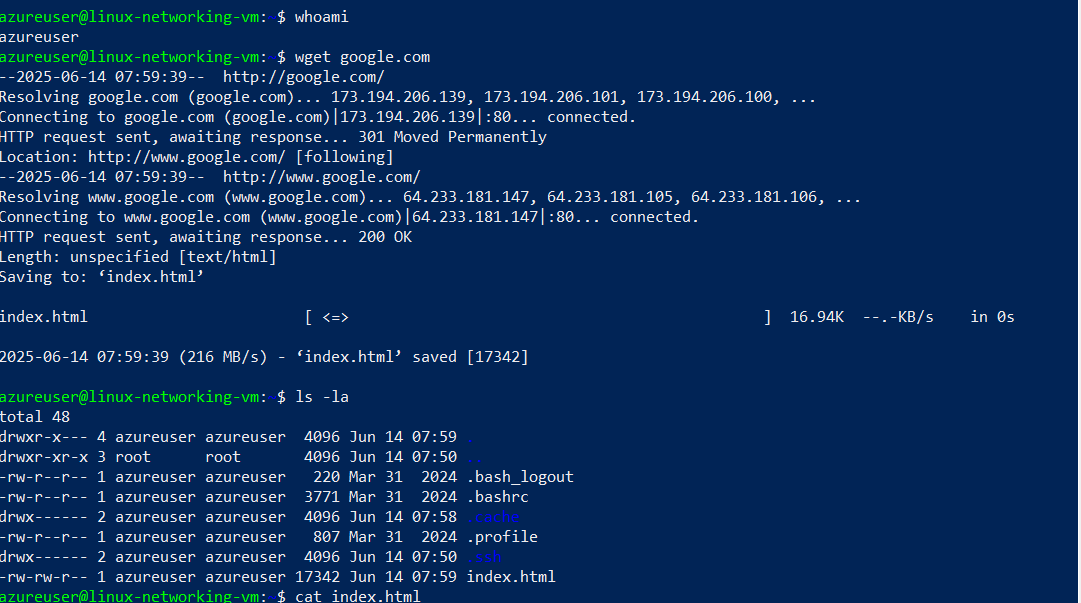 azureuser@linux-networking-vm:~$ whoami
azureuser
azureuser@linux-networking-vm:~$ wget google.com
--2025-06-14 07:59:39--  http://google.com/
Resolving google.com (google.com)... 173.194.206.139, 173.194.206.101, 173.194.206.100, ...
Connecting to google.com (google.com)|173.194.206.139|:80... connected.
HTTP request sent, awaiting response... 301 Moved Permanently
Location: http://www.google.com/ [following]
--2025-06-14 07:59:39--  http://www.google.com/
Resolving www.google.com (www.google.com)... 64.233.181.147, 64.233.181.105, 64.233.181.106, ...
Connecting to www.google.com (www.google.com)|64.233.181.147|:80... connected.
HTTP request sent, awaiting response... 200 OK
Length: unspecified [text/html]
Saving to: ‘index.html’
index.html                        [ <=>                                               ]  16.94K  --.-KB/s    in 0s
2025-06-14 07:59:39 (216 MB/s) - ‘index.html’ saved [17342]
azureuser@linux-networking-vm:~$ ls -la
total 48
drwxr-x--- 4 azureuser azureuser  4096 Jun 14 07:59 .
drwxr-xr-x 3 root      root       4096 Jun 14 07:50 ..
-rw-r--r-- 1 azureuser azureuser   220 Mar 31  2024 .bash_logout
-rw-r--r-- 1 azureuser azureuser  3771 Mar 31  2024 .bashrc
drwx------ 2 azureuser azureuser  4096 Jun 14 07:58 .cache
-rw-r--r-- 1 azureuser azureuser   807 Mar 31  2024 .profile
drwx------ 2 azureuser azureuser  4096 Jun 14 07:50 .ssh
-rw-rw-r-- 1 azureuser azureuser 17342 Jun 14 07:59 index.html
azureuser@linux-networking-vm:~$ cat index.html